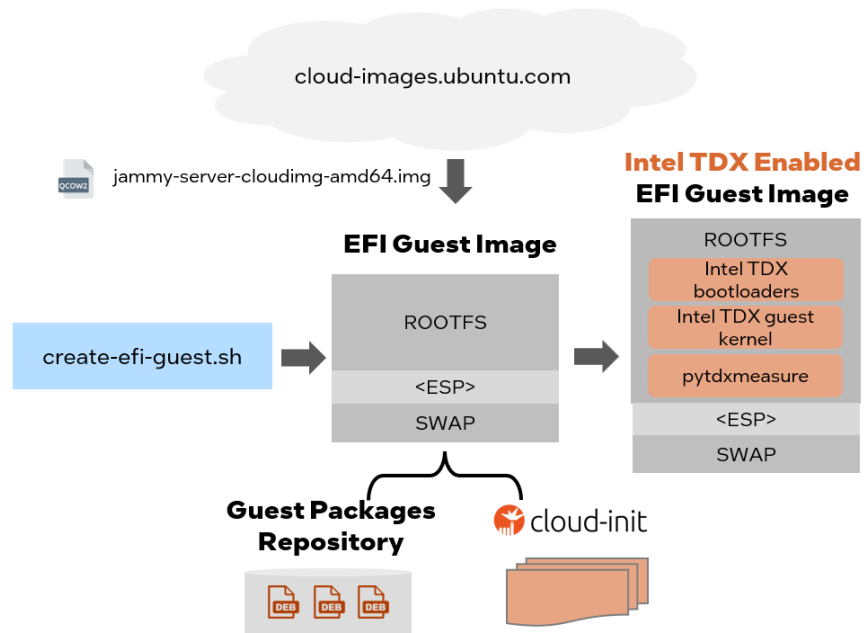 cloud-images.ubuntu.com
QCOW2
jammy-server-cloudimg-amd64.img
Intel TDX Enabled
EFI Guest Image
EFI Guest Image
ROOTFS
Intel TDX
bootloaders
Intel TDX guest
kernel
pytdxmeasure
<ESP>
SWAP
ROOTFS
<ESP>
SWAP
create-efi-guest.sh
Guest Packages
Repository
DEB
DEB
DEB
cloud-init